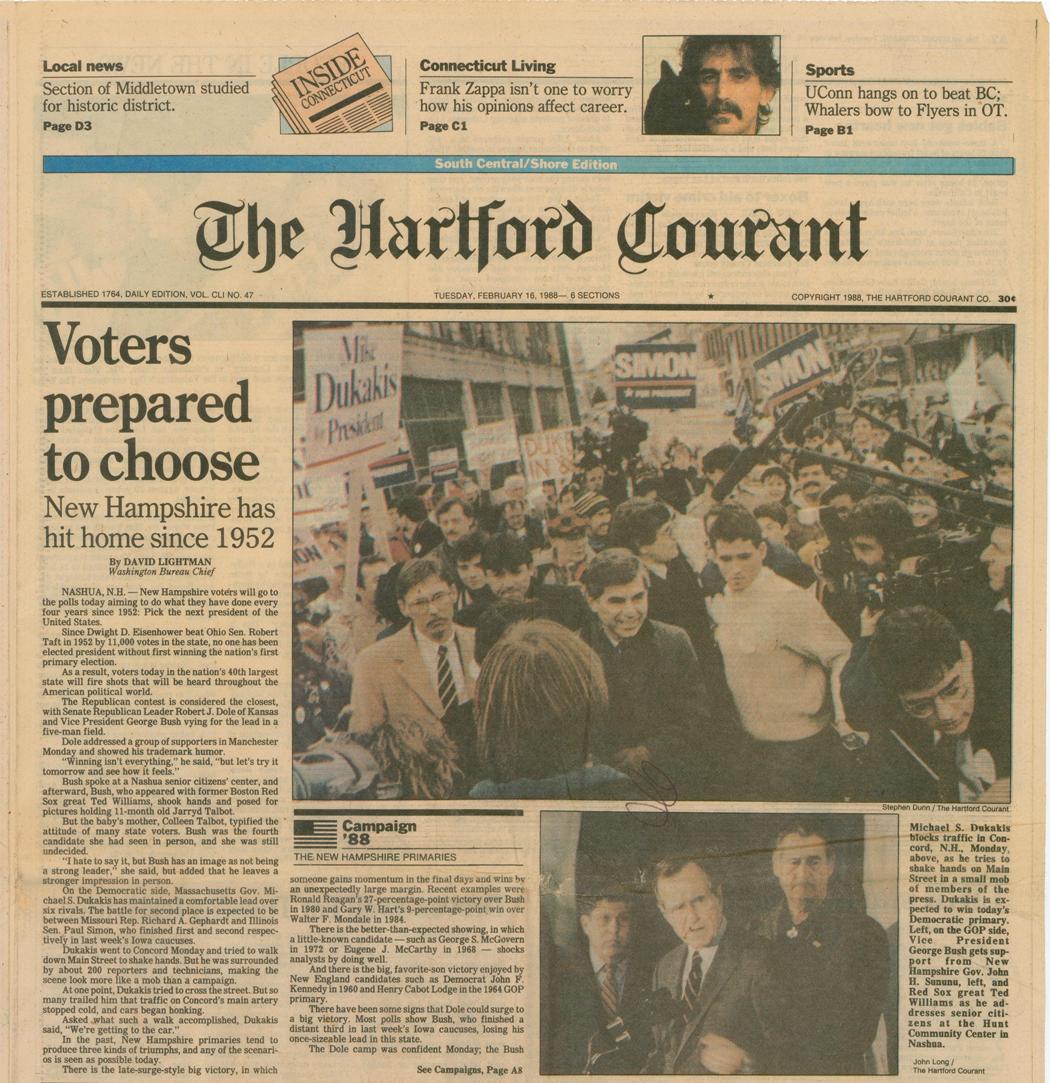 Local news
Section of Middletown studied
for historic district.
Page D3
INSIDE
CONNECTICUT
Connecticut Living
Frank Zappa isn't one to worry
how his opinions affect career.
Page C1
Sports
UConn hangs on to beat BC;
Whalers bow to Flyers in OT.
Page B1
South Central/Shore Edition
The Hartford Courant
ESTABLISHED 1764, DAILY EDITION, VOL. CLI NO. 47
TUESDAY, FEBRUARY 16, 1988— 6 SECTIONS
COPYRIGHT 1988, THE HARTFORD COURANT CO. 30¢
Voters
prepared
to choose
New Hampshire has
hit home since 1952
By DAVID LIGHTMAN
Washington Bureau Chief
NASHUA, N.H. — New Hampshire voters will go to
the polls today aiming to do what they have done every
four years since 1952: Pick the next president of the
United States.
Since Dwight D. Eisenhower beat Ohio Sen. Robert
Taft in 1952 by 11,000 votes in the state, no one has been
elected president without first winning the nation's first
primary election.
As a result, voters today in the nation's 40th largest
state will fire shots that will be heard throughout the
American political world.
The Republican contest is considered the closest,
with Senate Republican Leader Robert J. Dole of Kansas
and Vice President George Bush vying for the lead in a
five-man field.
Dole addressed a group of supporters in Manchester
Monday and showed his trademark humor.
"Winning isn't everything," he said, "but let's try it
tomorrow and see how it feels."
Bush spoke at a Nashua senior citizens' center, and
afterward, Bush, who appeared with former Boston Red
Sox great Ted Williams, shook hands and posed for
pictures holding 11-month old Jarryd Talbot.
But the baby's mother, Colleen Talbot, typified the
attitude of many state voters. Bush was the fourth
candidate she had seen in person, and she was still
undecided.
"I hate to say it, but Bush has an image as not being
a strong leader," she said, but added that he leaves a
stronger impression in person.
On the Democratic side, Massachusetts Gov. Mi-
chael S. Dukakis has maintained a comfortable lead over
six rivals. The battle for second place is expected to be
between Missouri Rep. Richard A. Gephardt and Illinois
Sen. Paul Simon, who finished first and second respec-
tively in last week's Iowa caucuses.
Dukakis went to Concord Monday and tried to walk
down Main Street to shake hands. But he was surrounded
by about 200 reporters and technicians, making the
scene look more like a mob than a campaign.
At one point, Dukakis tried to cross the street. But so
many trailed him that traffic on Concord's main artery
stopped cold, and cars began honking.
Asked what such a walk accomplished, Dukakis
said, "We're getting to the car."
In the past, New Hampshire primaries tend to
produce three kinds of triumphs, and any of the scenari-
os is seen as possible today.
There is the late-surge-style big victory, in which
Mike
Dukakis
President
SIMON
FOR PRESIDENT
SIMON
DUKE
IN 88
Stephen Dunn / The Hartford Courant
Campaign
'88
THE NEW HAMPSHIRE PRIMARIES
someone gains momentum in the final days and wins by
an unexpectedly large margin. Recent examples were
Ronald Reagan's 27-percentage-point victory over Bush
in 1980 and Gary W. Hart's 9-percentage-point win over
Walter F. Mondale in 1984.
There is the better-than-expected showing, in which
a little-known candidate — such as George S. McGovern
in 1972 or Eugene J. McCarthy in 1968 — shocks
analysts by doing well.
And there is the big, favorite-son victory enjoyed by
New England candidates such as Democrat John F.
Kennedy in 1960 and Henry Cabot Lodge in the 1964 GOP
primary.
There have been some signs that Dole could surge to
a big victory. Most polls show Bush, who finished a
distant third in last week's Iowa caucuses, losing his
once-sizeable lead in this state.
The Dole camp was confident Monday; the Bush
See Campaigns, Page A8
Michael S. Dukakis
blocks traffic in Con-
cord, N.H., Monday,
above, as he tries to
shake hands on Main
Street in a small mob
of members of the
press. Dukakis is ex-
pected to win today's
Democratic primary.
Left, on the GOP side,
Vice President
George Bush gets sup-
port from New
Hampshire Gov. John
H. Sununu, left, and
Red Sox great Ted
Williams as he ad-
dresses senior citi-
zens at the Hunt
Community Center in
Nashua.
John Long /
The Hartford Courant